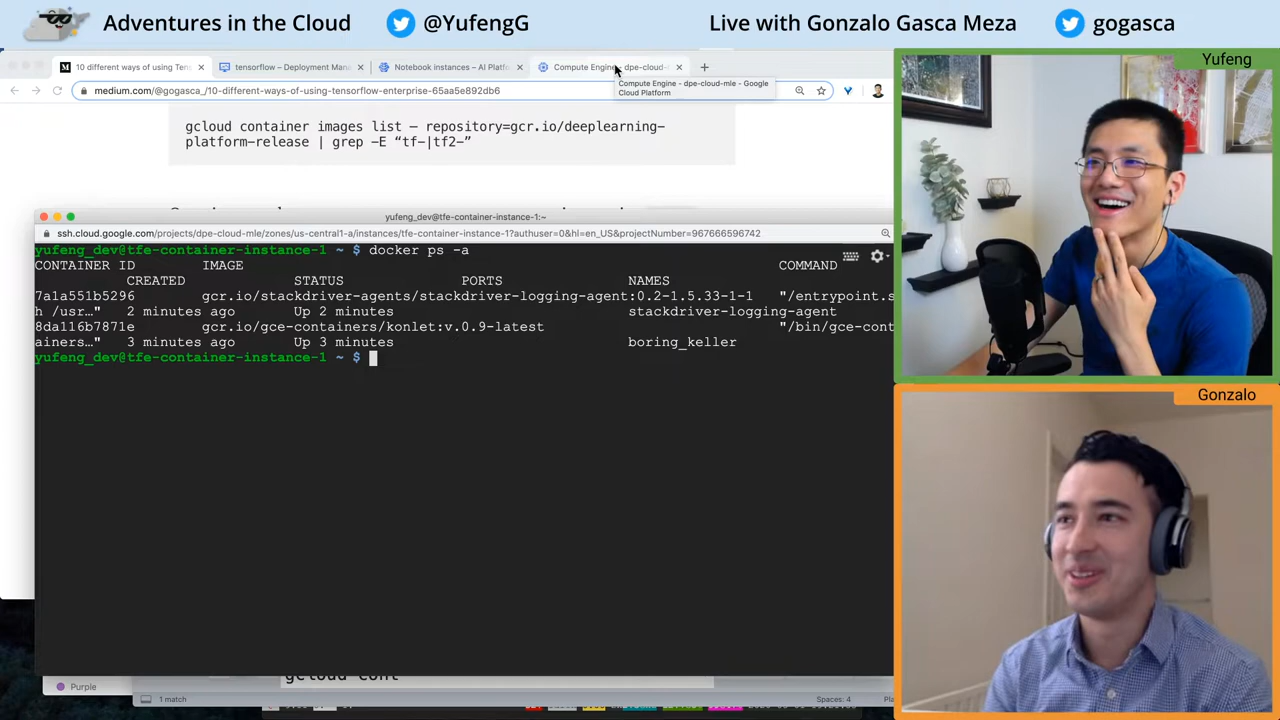 Adventures in the Cloud
@YufengG
Live with Gonzalo Gasca Meza
gogasca
10 different ways of using Ten
tensorflow – Deployment Mana
Notebook instances – AI Platfo
Compute Engine - dpe-cloud-
medium.com/@gogasca_/10-different-ways-of-using-tensorflow-enterprise-65aa5e892db6
Compute Engine - dpe-cloud-mle - Google
Cloud Platform
Yufeng
gcloud container images list — repository=gcr.io/deeplearning-
platform-release | grep -E “tf-|tf2-”
yufeng_dev@tfe-container-instance-1:~
ssh.cloud.google.com/projects/dpe-cloud-mle/zones/us-central1-a/instances/tfe-container-instance-1?authuser=0&hl=en_US&projectNumber=967666596742
yufeng_dev@tfe-container-instance-1 ~ $ docker ps -a
CONTAINER ID IMAGE COMMAND
CREATED STATUS PORTS NAMES
7a1a551b5296 gcr.io/stackdriver-agents/stackdriver-logging-agent:0.2-1.5.33-1-1 "/entrypoint.s
h /usr…" 2 minutes ago Up 2 minutes stackdriver-logging-agent
8da116b7871e gcr.io/gce-containers/konlet:v.0.9-latest "/bin/gce-cont
ainers…" 3 minutes ago Up 3 minutes boring_keller
yufeng_dev@tfe-container-instance-1 ~ $
Gonzalo
Purple
1 match
gcloud cont
Spaces: 4